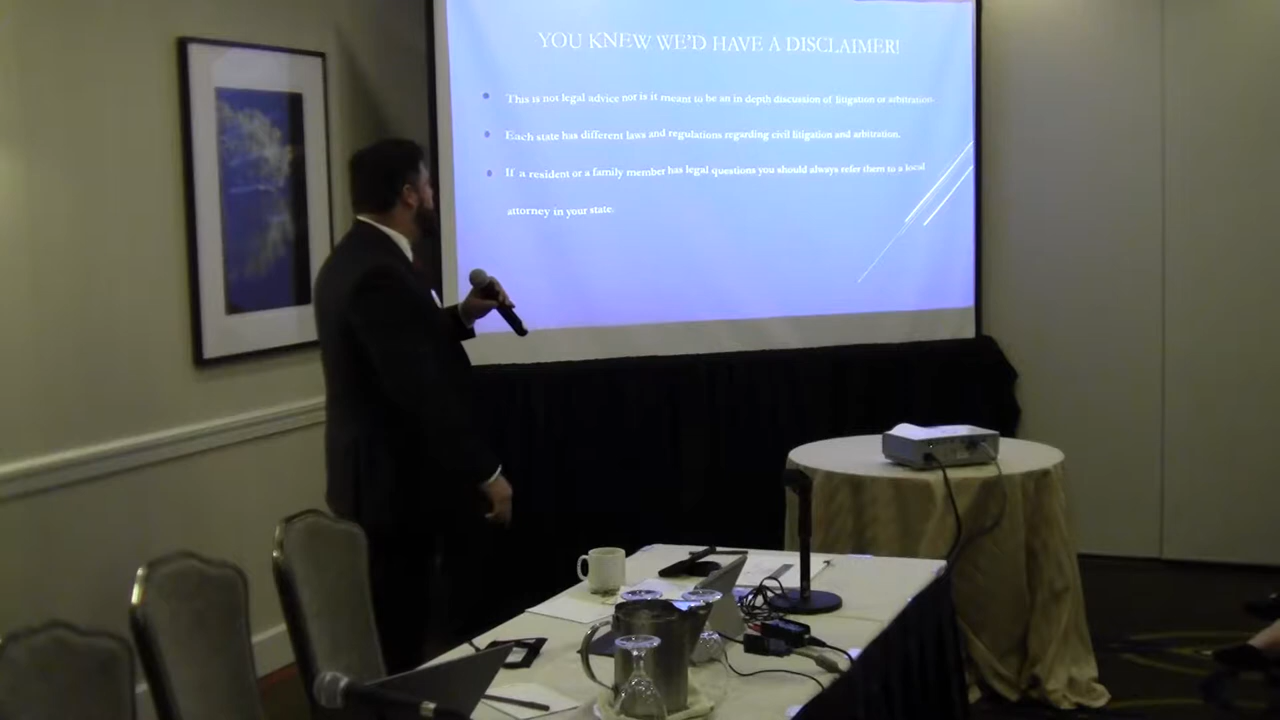 YOU KNEW WE'D HAVE A DISCLAIMER!
This is not legal advice nor is it meant to be an in depth discussion of litigation or arbitration.
Each state has different laws and regulations regarding civil litigation and arbitration.
If a resident or a family member has legal questions you should always refer them to a local
attorney in your state.